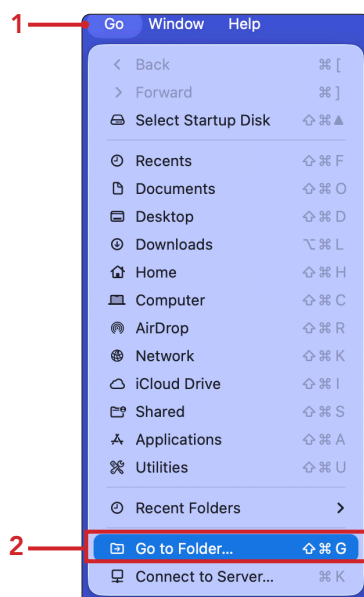 1 Go Window Help
< Back ⌘ [
> Forward ⌘ ]
Select Startup Disk ⇧ ⌘ ▲
Recents ⇧ ⌘ F
Documents ⇧ ⌘ O
Desktop ⇧ ⌘ D
Downloads ⌥ ⌘ L
Home ⇧ ⌘ H
Computer ⇧ ⌘ C
AirDrop ⇧ ⌘ R
Network ⇧ ⌘ K
iCloud Drive ⇧ ⌘ I
Shared ⇧ ⌘ S
Applications ⇧ ⌘ A
Utilities ⇧ ⌘ U
Recent Folders >
2 Go to Folder... ⇧ ⌘ G
Connect to Server... ⌘ K